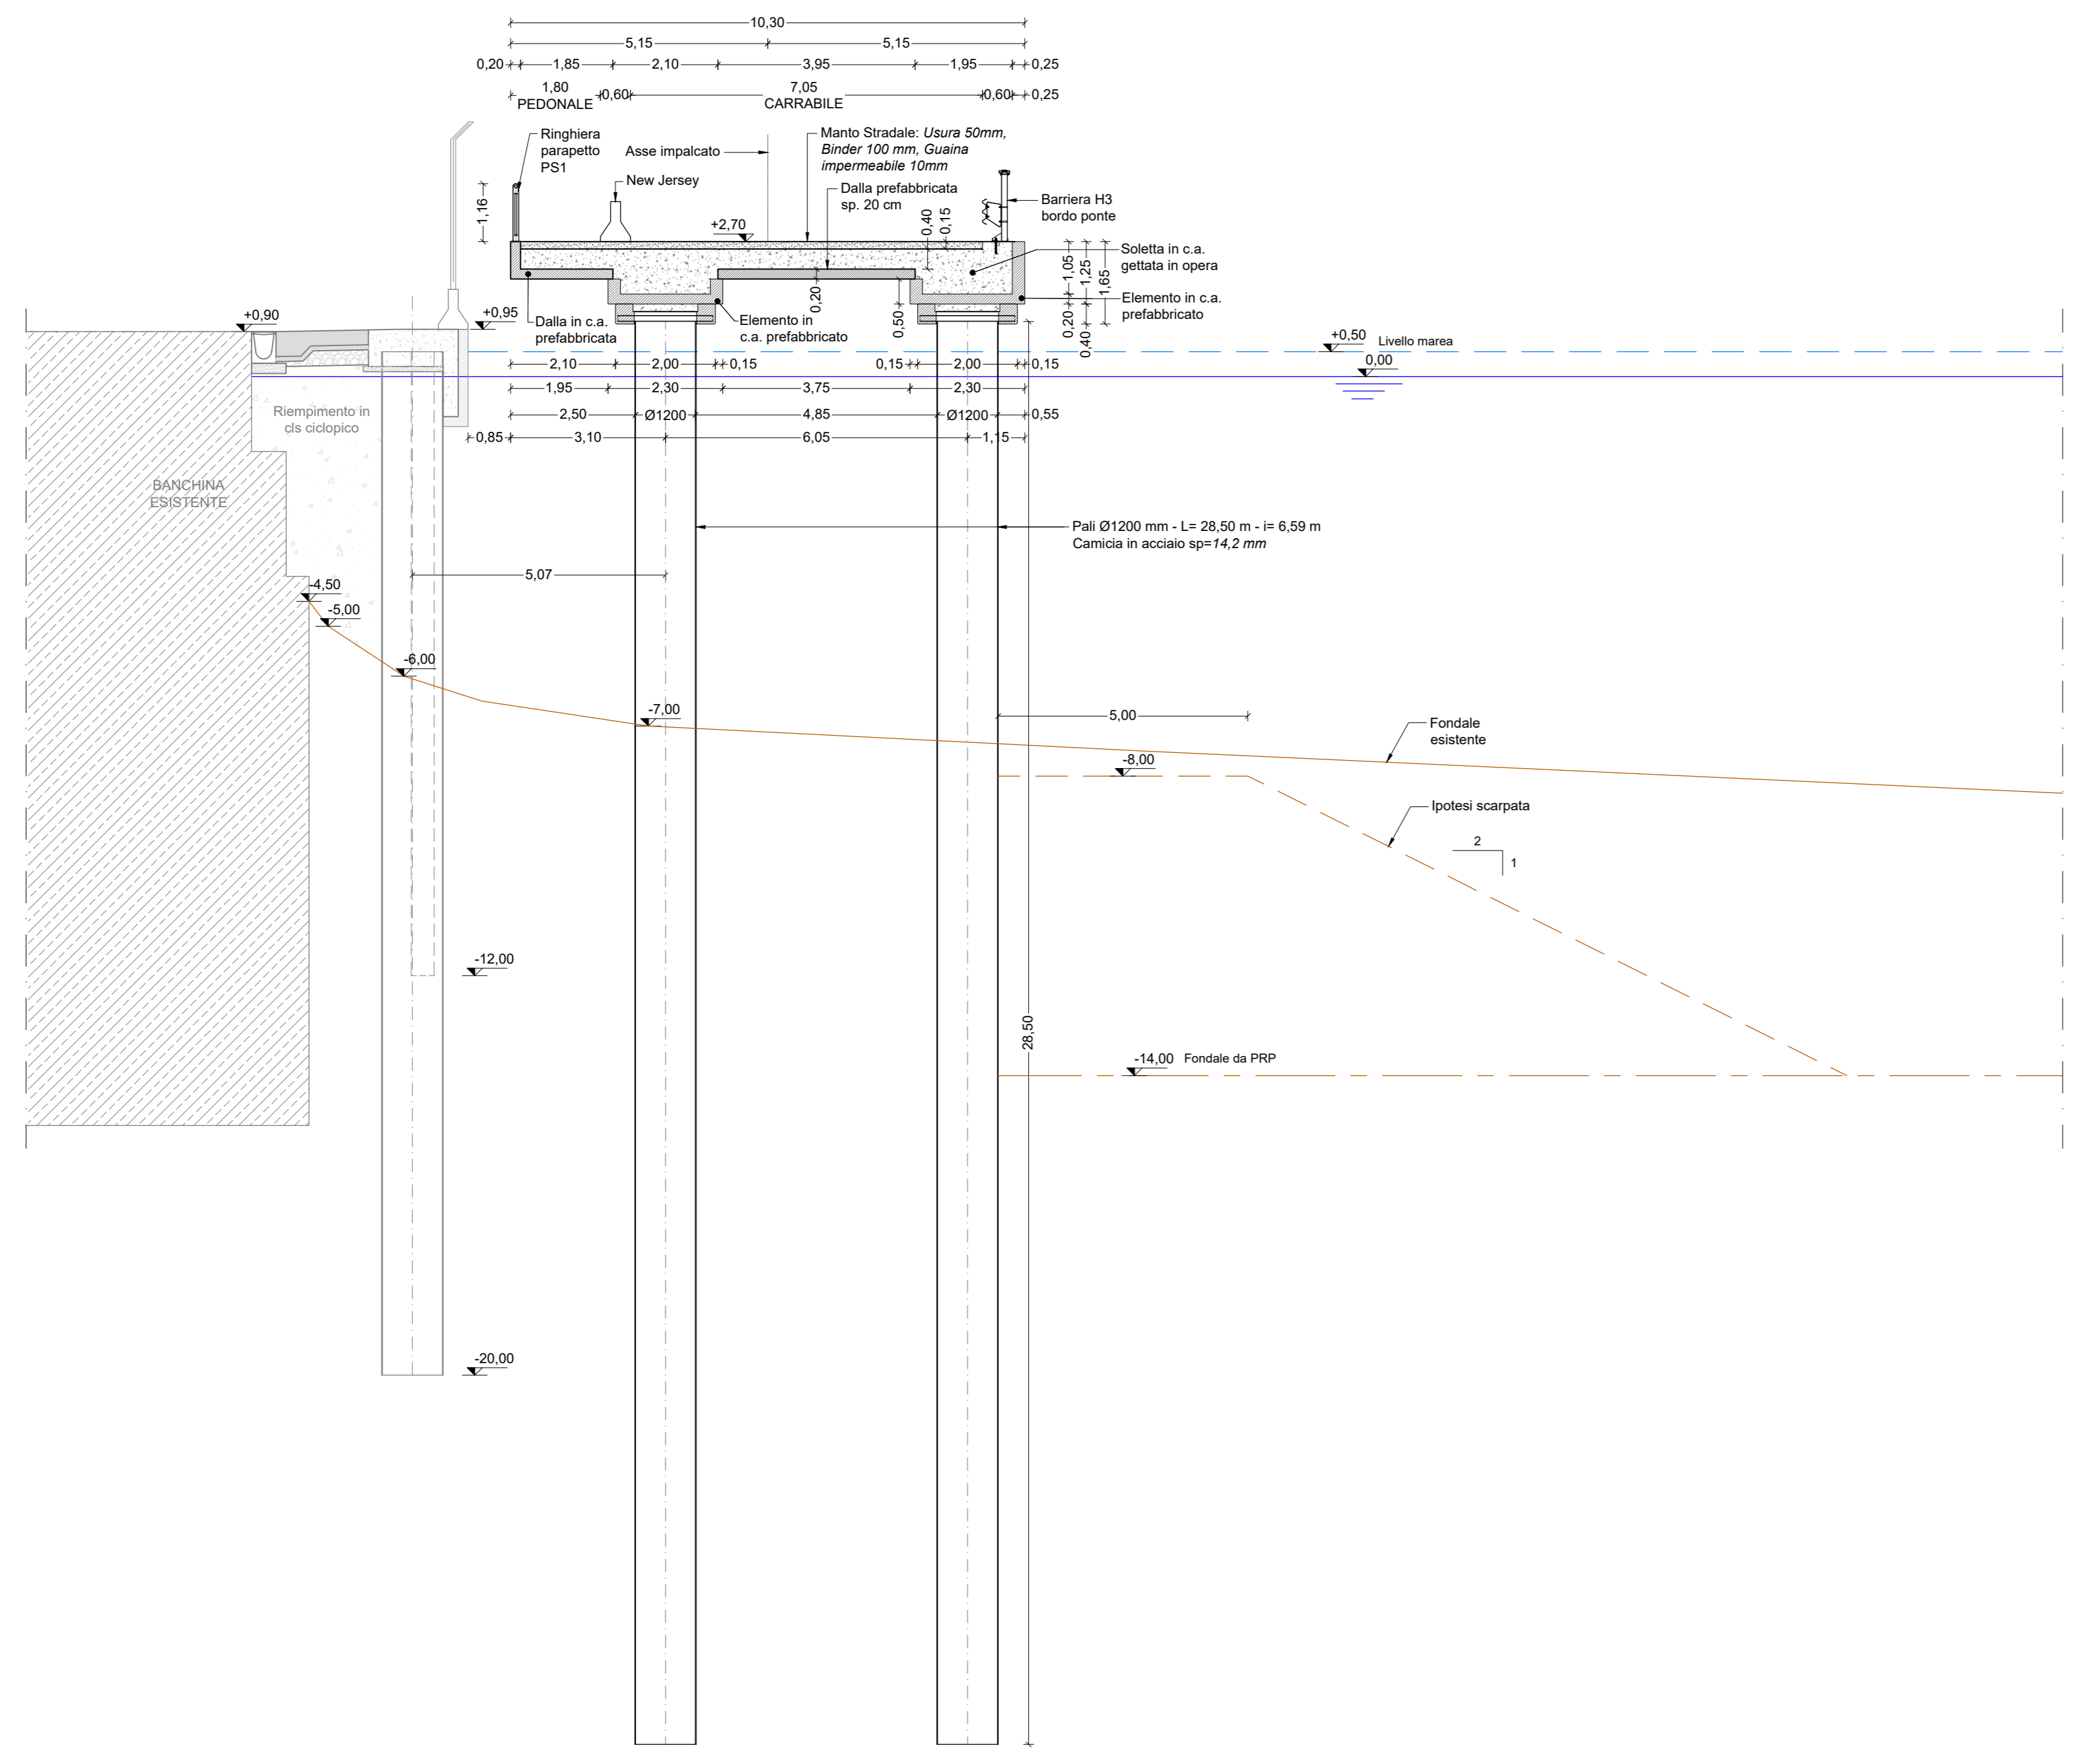 10,30
5,15
5,15
0,20
1,85
2,10
3,95
1,95
0,25
1,80
PEDONALE
0,60
7,05
CARRABILE
0,60
0,25
Ringhiera
parapetto
PS1
Asse impalcato
New Jersey
Manto Stradale: Usura 50mm,
Binder 100 mm, Guaina
impermeabile 10mm
Dalla prefabbricata
sp. 20 cm
Barriera H3
bordo ponte
1,16
+2,70
0,40
0,15
Soletta in c.a.
gettata in opera
1,05
1,25
1,65
0,20
0,50
0,20
0,40
Elemento in c.a.
prefabbricato
Dalla in c.a.
prefabbricata
Elemento in
c.a. prefabbricato
+0,90
+0,95
+0,50
Livello marea
0,00
2,10
2,00
0,15
0,15
2,00
0,15
1,95
2,30
3,75
2,30
2,50
Ø1200
4,85
Ø1200
0,55
0,85
3,10
6,05
1,15
Riempimento in
cls ciclopico
BANCHINA
ESISTENTE
Pali Ø1200 mm - L= 28,50 m - i= 6,59 m
Camicia in acciaio sp=14,2 mm
5,07
-4,50
-5,00
-6,00
-7,00
5,00
Fondale
esistente
-8,00
Ipotesi scarpata
2
1
-12,00
28,50
-14,00
Fondale da PRP
-20,00